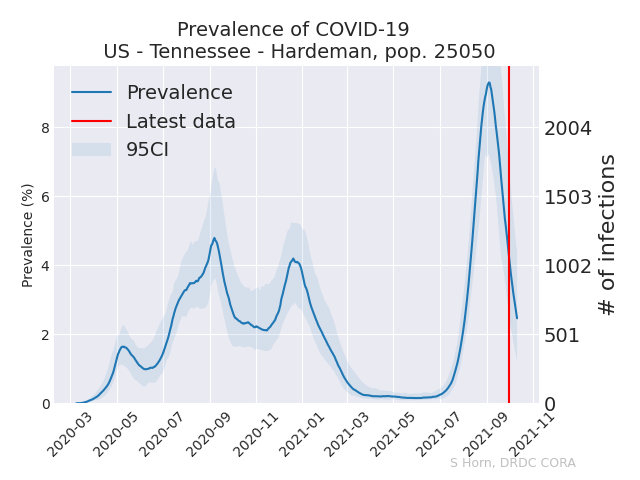 Prevalence of COVID-19
US - Tennessee - Hardeman, pop. 25050
Prevalence
Latest data
95CI
Prevalence (%)
8
6
4
2
0
2004
1503
1002
501
0
# of infections
2020-03
2020-05
2020-07
2020-09
2020-11
2021-01
2021-03
2021-05
2021-07
2021-09
2021-11
S Horn, DRDC CORA